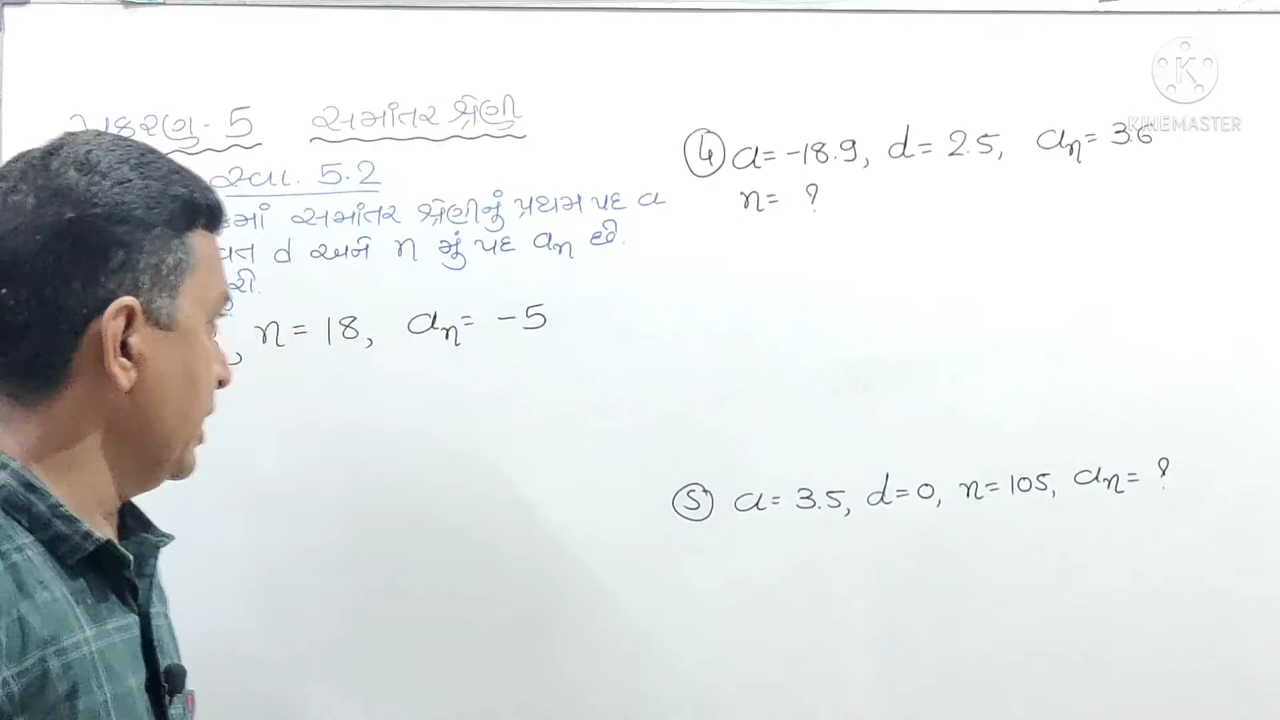 પ્રકરણ-5 સમાંતર શ્રેણી
સ્વા. 5.2
માં સમાંતર શ્રેણીનું પ્રથમ પદ a
d અને n મું પદ an છે.
, n = 18, an = -5
④ a = -18.9, d = 2.5, an = 3.6
n = ?
⑤ a = 3.5, d = 0, n = 105, an = ?
KINEMASTER